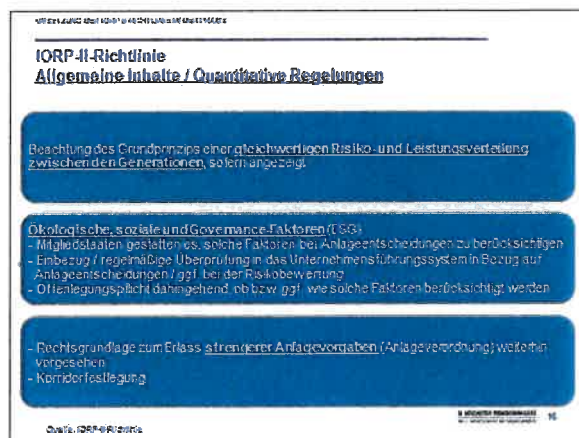 IORP-II-Richtlinie
Allgemeine Inhalte / Quantitative Regelungen
Beachtung des Grundprinzips einer gleichwertigen Risiko- und Leistungsverteilung
zwischen den Generationen, sofern angezeigt
Ökologische, soziale und Governance-Faktoren (ESG)
- Mitgliedstaaten gestatten es, solche Faktoren bei Anlageentscheidungen zu berücksichtigen
- Einbezug / regelmäßige Überprüfung in das Unternehmensführungssystem in Bezug auf
Anlageentscheidungen / ggf. bei der Risikobewertung
- Offenlegungspflicht dahingehend, ob bzw. ggf. wie solche Faktoren berücksichtigt werden
- Rechtsgrundlage zum Erlass strengerer Anlagevorgaben (Anlageverordnung) weiterhin
vorgesehen
- Korridorfestlegung
16
Quelle: IORP-II-Richtlinie